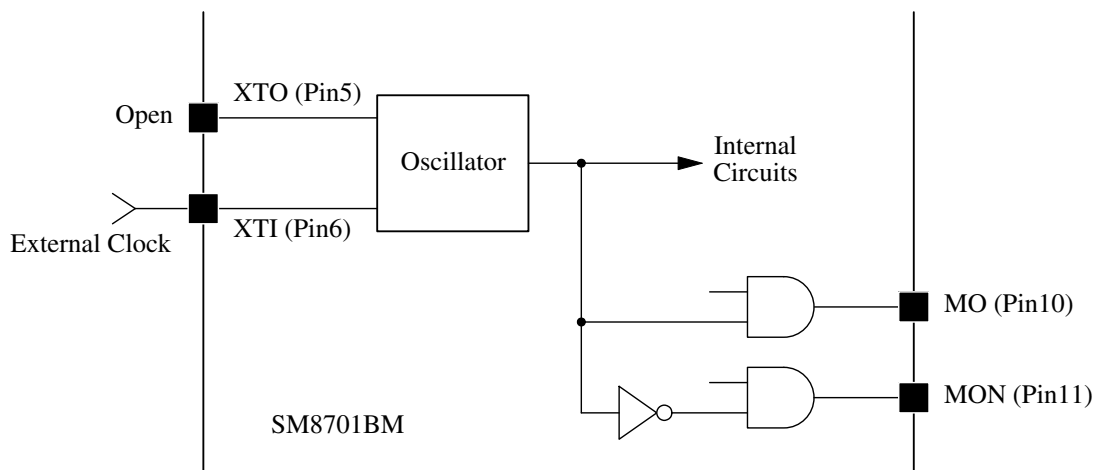 XTO (Pin5)
Open
Oscillator
Internal
Circuits
XTI (Pin6)
External Clock
MO (Pin10)
MON (Pin11)
SM8701BM